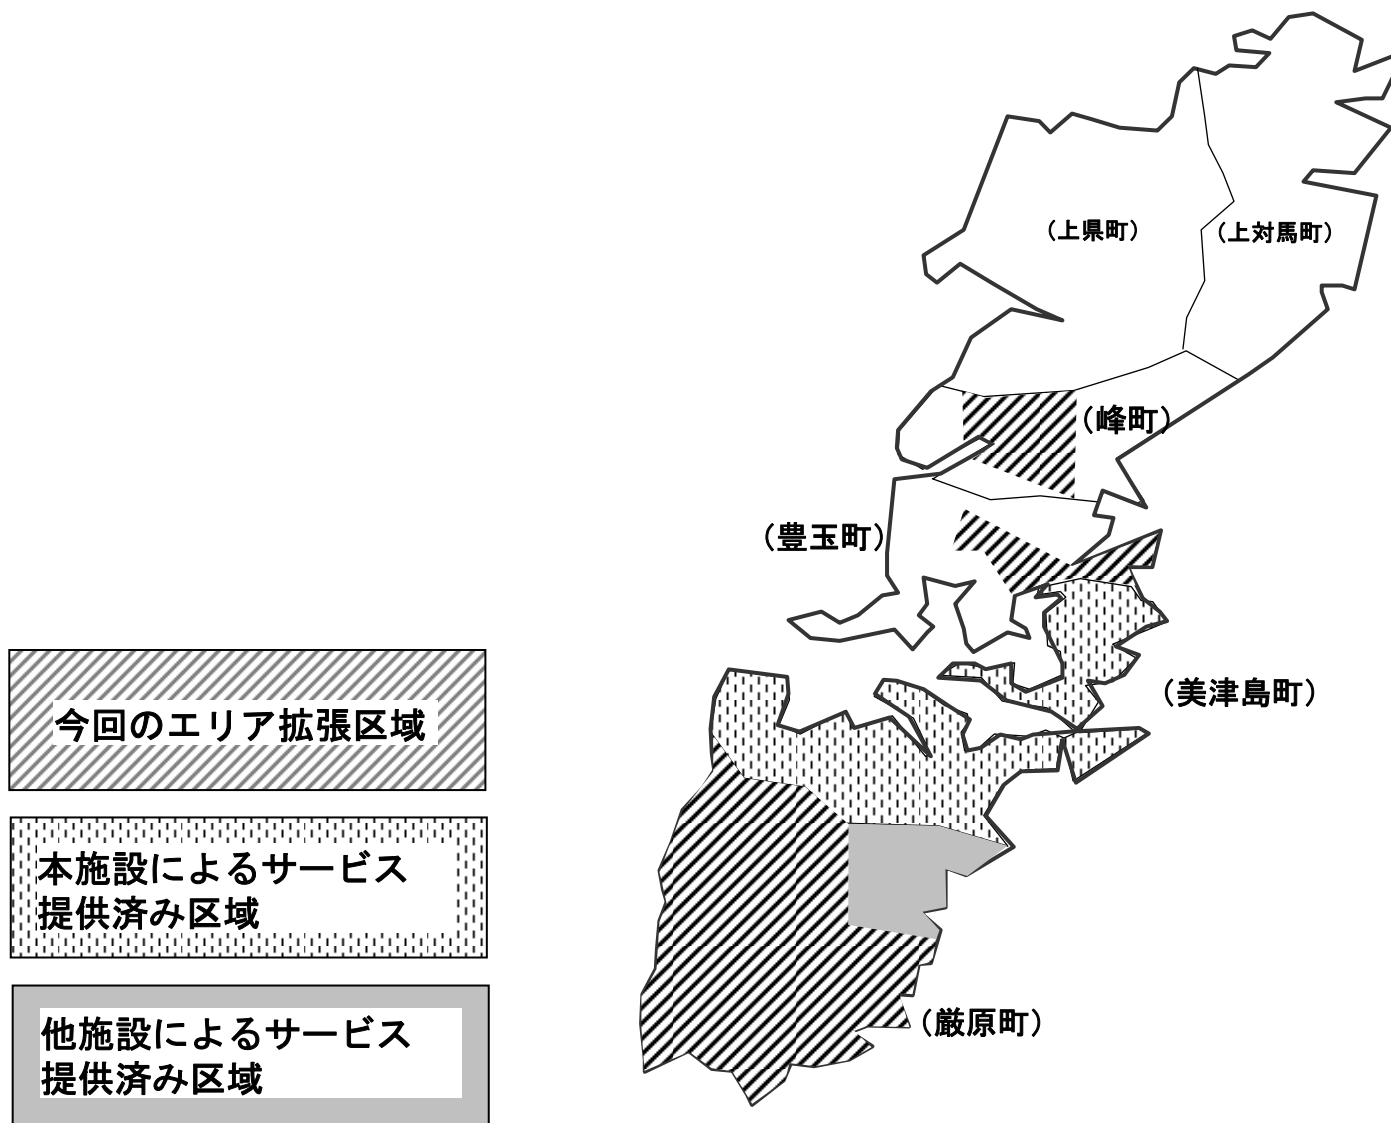 （上県町）
（上対馬町）
（峰町）
（豊玉町）
（美津島町）
（厳原町）
今回のエリア拡張区域
本施設によるサービス
提供済み区域
他施設によるサービス
提供済み区域